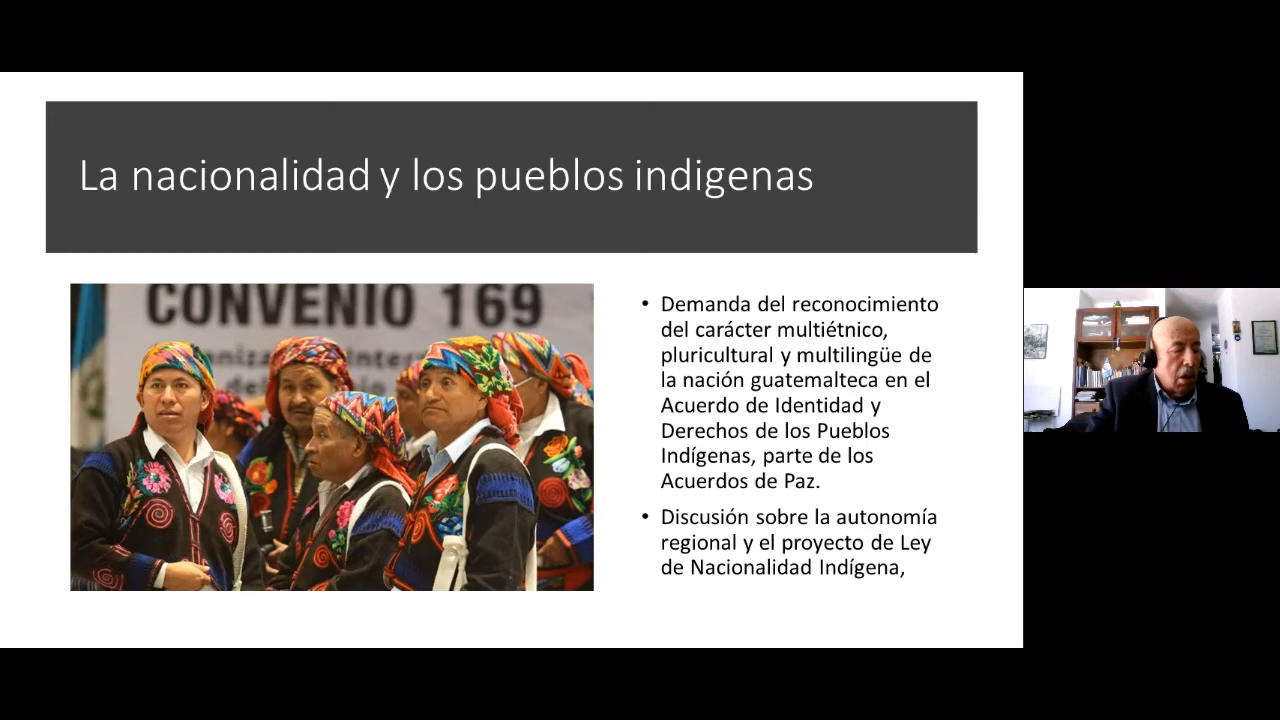 La nacionalidad y los pueblos indigenas
CONVENIO 169
• Demanda del reconocimiento
del carácter multiétnico,
pluricultural y multilingüe de
la nación guatemalteca en el
Acuerdo de Identidad y
Derechos de los Pueblos
Indígenas, parte de los
Acuerdos de Paz.
• Discusión sobre la autonomía
regional y el proyecto de Ley
de Nacionalidad Indígena,